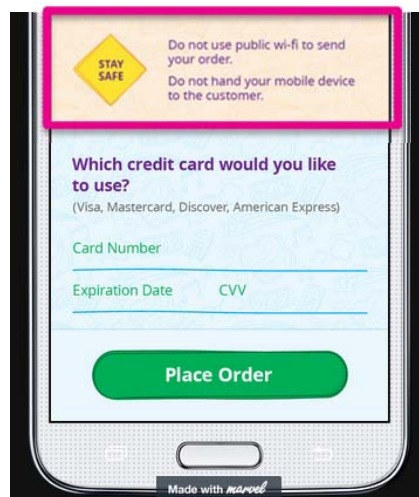 STAY
SAFE
Do not use public wi-fi to send
your order.
Do not hand your mobile device
to the customer.
Which credit card would you like
to use?
(Visa, Mastercard, Discover, American Express)
Card Number
Expiration Date CVV
Place Order
Made with marvel